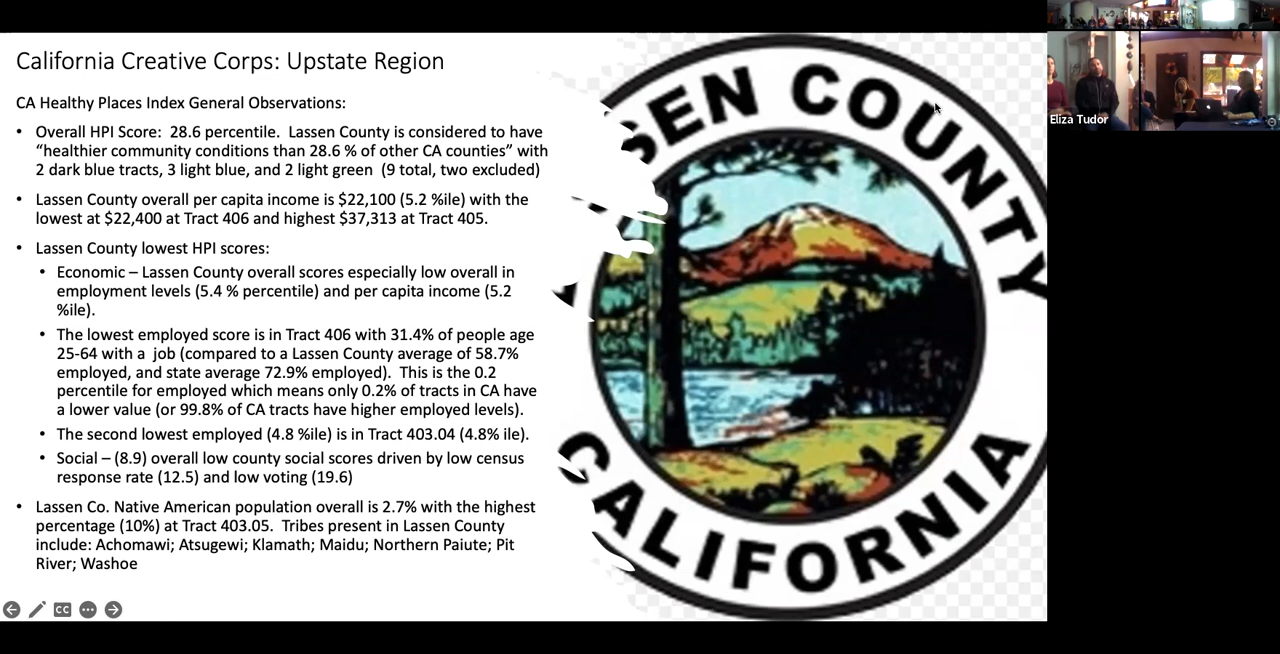 California Creative Corps: Upstate Region
CA Healthy Places Index General Observations:
• Overall HPI Score: 28.6 percentile. Lassen County is considered to have
“healthier community conditions than 28.6 % of other CA counties” with
2 dark blue tracts, 3 light blue, and 2 light green (9 total, two excluded)
• Lassen County overall per capita income is $22,100 (5.2 %ile) with the
lowest at $22,400 at Tract 406 and highest $37,313 at Tract 405.
• Lassen County lowest HPI scores:
• Economic – Lassen County overall scores especially low overall in
employment levels (5.4 % percentile) and per capita income (5.2
%ile).
• The lowest employed score is in Tract 406 with 31.4% of people age
25-64 with a job (compared to a Lassen County average of 58.7%
employed, and state average 72.9% employed). This is the 0.2
percentile for employed which means only 0.2% of tracts in CA have
a lower value (or 99.8% of CA tracts have higher employed levels).
• The second lowest employed (4.8 %ile) is in Tract 403.04 (4.8% ile).
• Social – (8.9) overall low county social scores driven by low census
response rate (12.5) and low voting (19.6)
• Lassen Co. Native American population overall is 2.7% with the highest
percentage (10%) at Tract 403.05. Tribes present in Lassen County
include: Achomawi; Atsugewi; Klamath; Maidu; Northern Paiute; Pit
River; Washoe
SEN COUNTY
CALIFORNIA
CC
Eliza Tudor